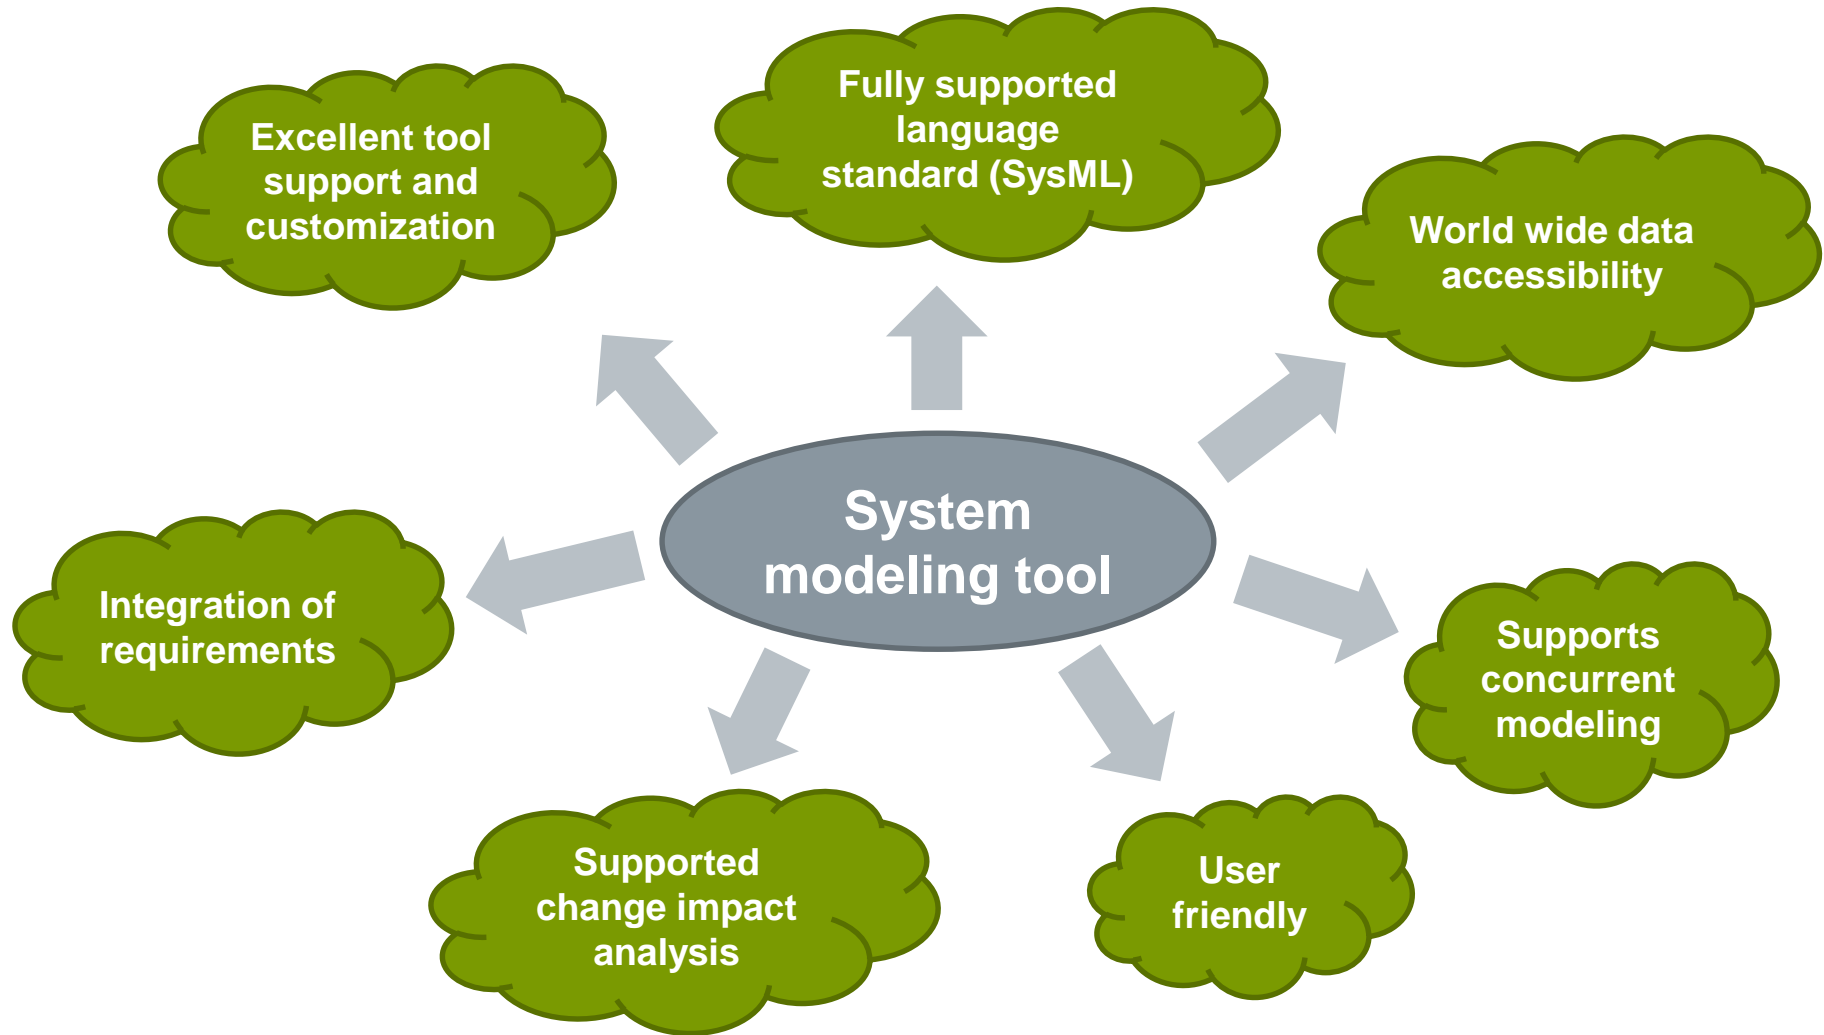 Fully supported
language
standard (SysML)
Excellent tool
support and
customization
World wide data
accessibility
System
modeling tool
Integration of
requirements
Supports
concurrent
modeling
Supported
change impact
analysis
User
friendly